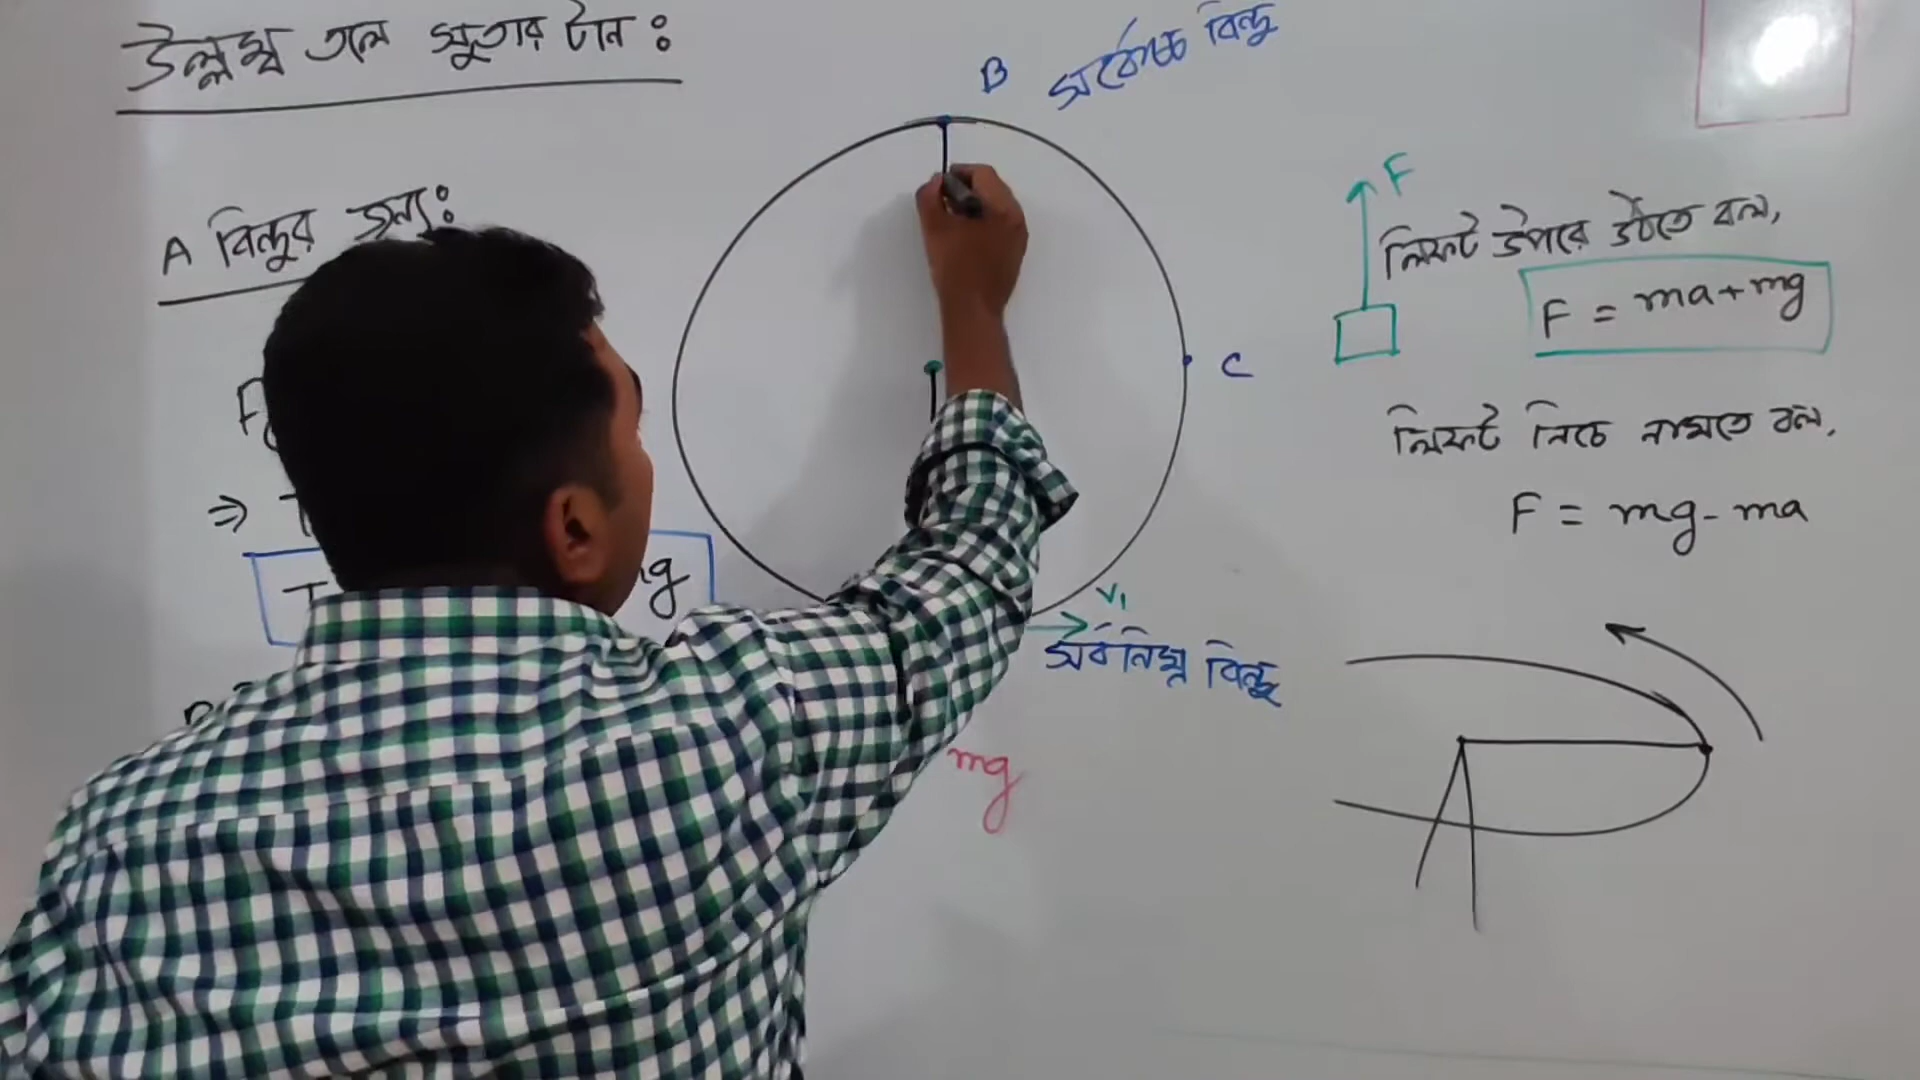 উল্লম্ব তলে সুতার টান :
B সর্বোচ্চ বিন্দু
A বিন্দুর জন্য :
F
লিফট উপরে উঠতে বল,
F = ma + mg
C
লিফট নিচে নামতে বল,
F = mg - ma
⇒ T
T
mg
V₁
সর্বনিম্ন বিন্দু
mg